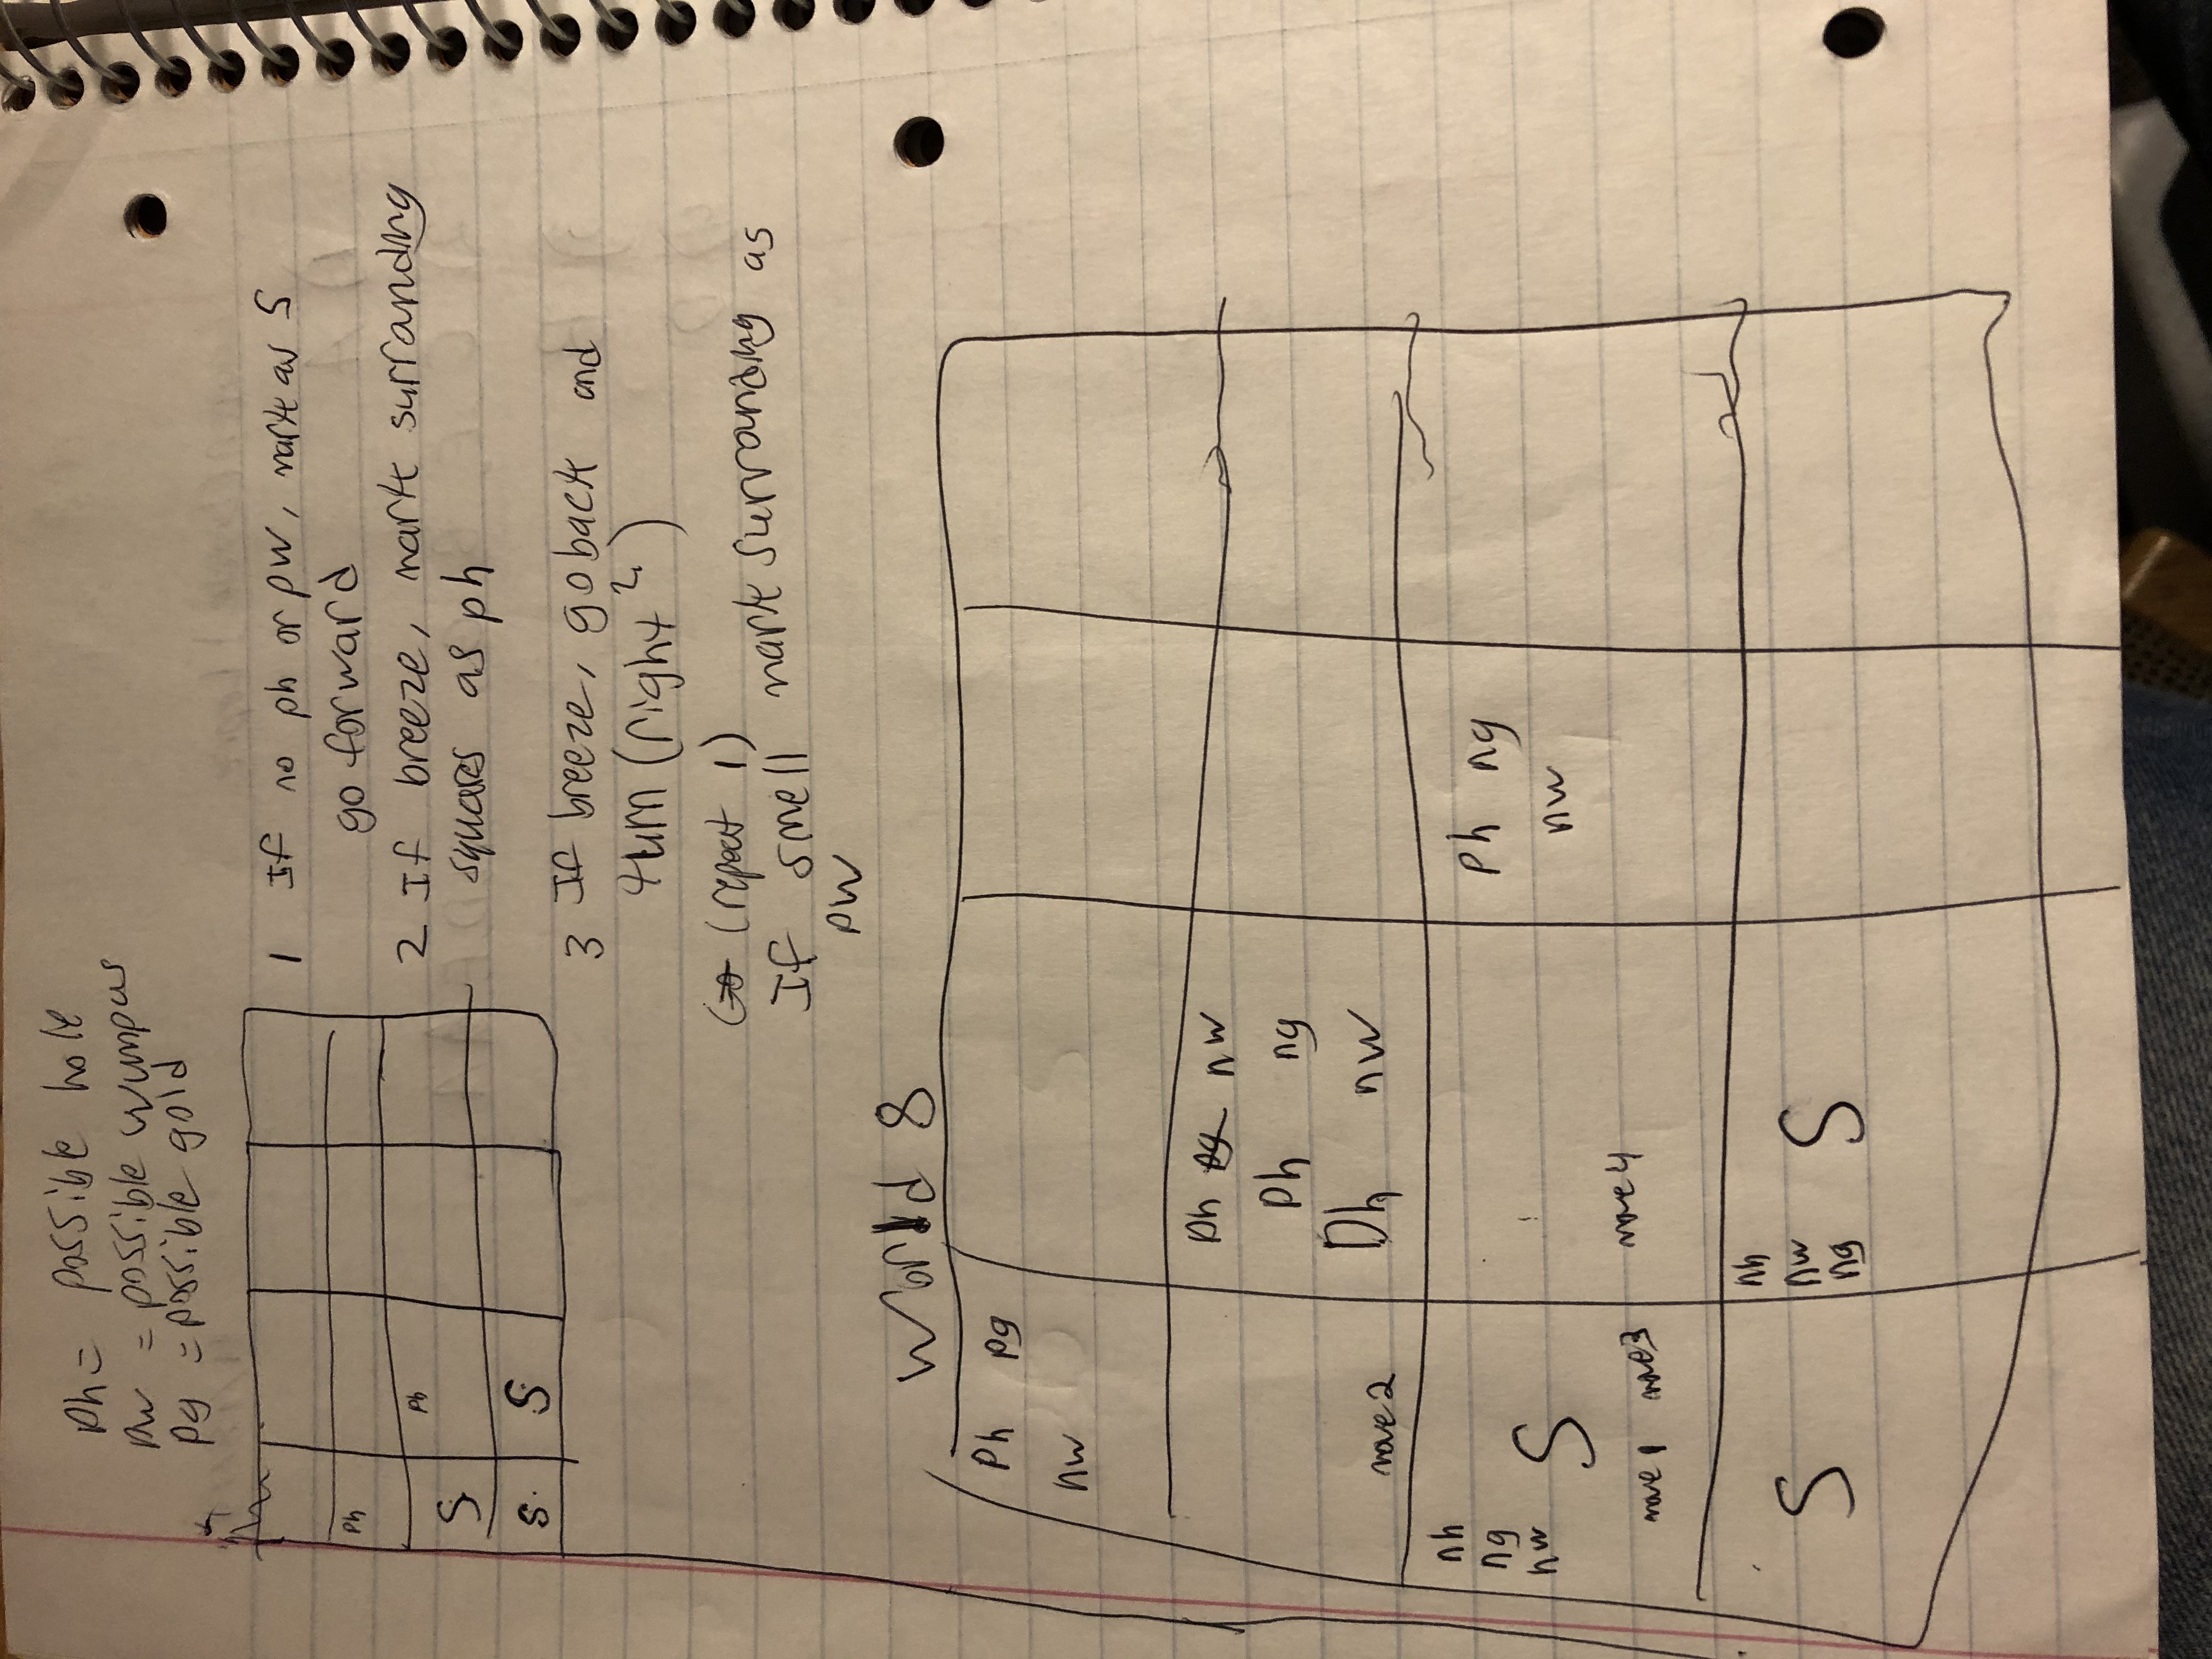 Ph = possible hole
pw = possible wumpus
pg = possible gold
Ph
Ph
S
S
S
1 If no ph or pw, mark as S
go forward
2 If breeze, mark surranding
squares as ph
3 If breeze, go back and
turn (right ?)
Go (repeat 1)
If smell mark surrounding as
pw
World 8
Ph pg
nw
Ph pg nw
Ph ng
Ph nw
move 2
nh
ng
nw S
move 1 move 3
move 4
Ph ng
nw
S
nh
nw
ng S